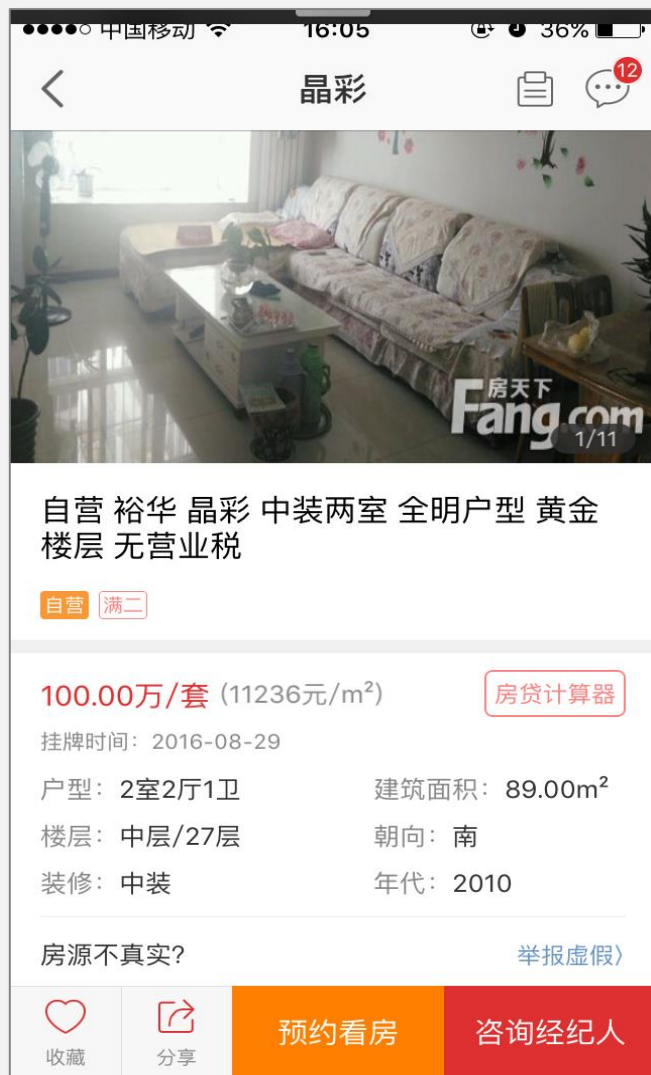 中国移动 16:05 36%
晶彩
12
房天下
Fang.com
1/11
自营 裕华 晶彩 中装两室 全明户型 黄金
楼层 无营业税
自营 满二
100.00万/套 (11236元/m²) 房贷计算器
挂牌时间：2016-08-29
户型：2室2厅1卫 建筑面积：89.00m²
楼层：中层/27层 朝向：南
装修：中装 年代：2010
房源不真实? 举报虚假〉
收藏 分享 预约看房 咨询经纪人